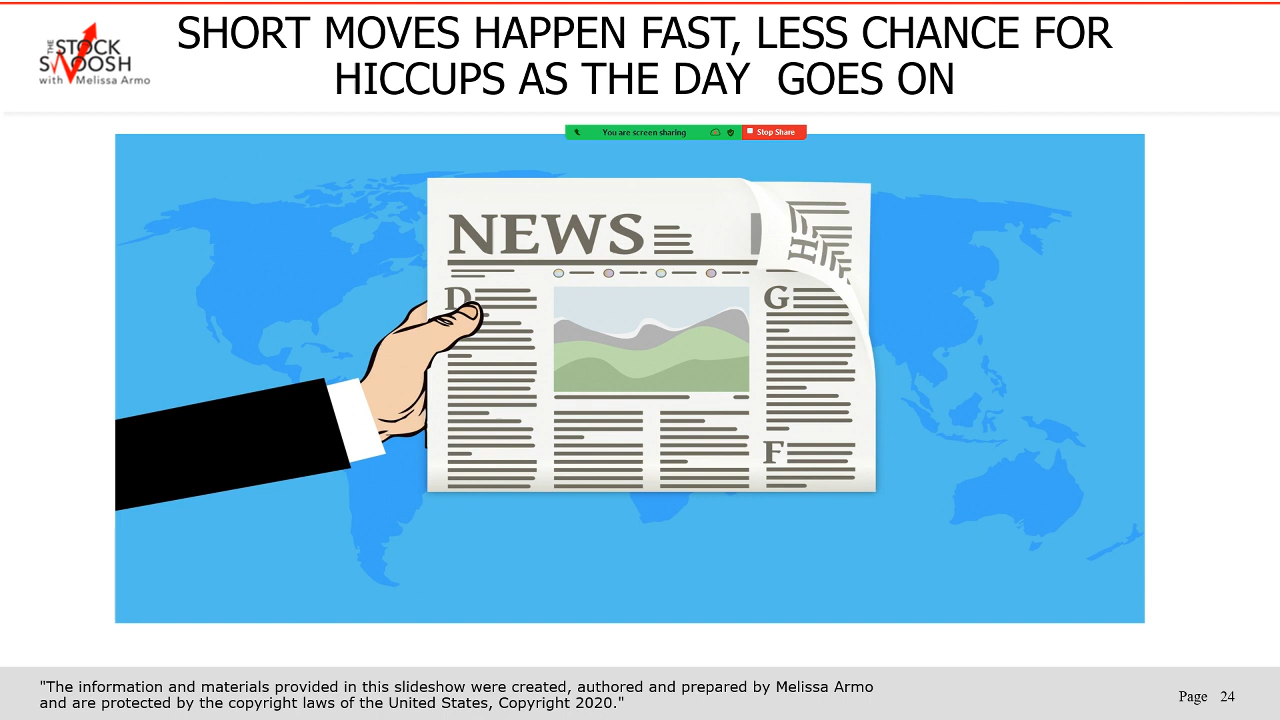 SHORT MOVES HAPPEN FAST, LESS CHANCE FOR
HICCUPS AS THE DAY GOES ON
THE
STOCK
SWOOSH
with Melissa Armo
You are screen sharing
Stop Share
NEWS
H
D
G
F
"The information and materials provided in this slideshow were created, authored and prepared by Melissa Armo
and are protected by the copyright laws of the United States, Copyright 2020."
Page 24